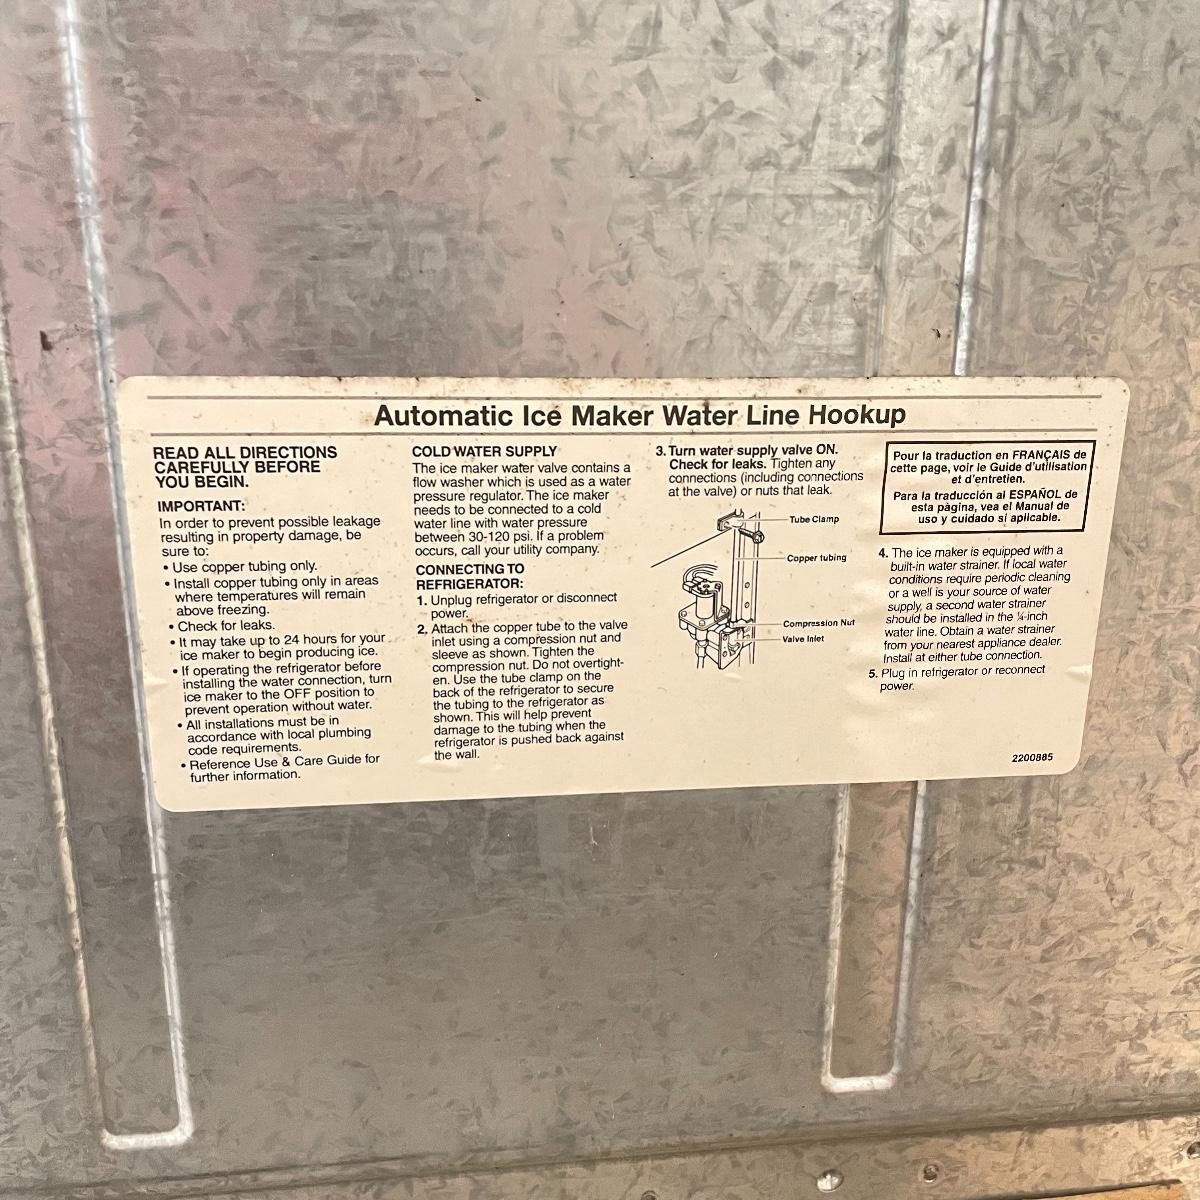 Automatic Ice Maker Water Line Hookup
READ ALL DIRECTIONS
CAREFULLY BEFORE
YOU BEGIN.
IMPORTANT:
In order to prevent possible leakage
resulting in property damage, be
sure to:
• Use copper tubing only.
• Install copper tubing only in areas
where temperatures will remain
above freezing.
• Check for leaks.
• It may take up to 24 hours for your
ice maker to begin producing ice.
• If operating the refrigerator before
installing the water connection, turn
ice maker to the OFF position to
prevent operation without water.
• All installations must be in
accordance with local plumbing
code requirements.
• Reference Use & Care Guide for
further information.
COLD WATER SUPPLY
The ice maker water valve contains a
flow washer which is used as a water
pressure regulator. The ice maker
needs to be connected to a cold
water line with water pressure
between 30-120 psi. If a problem
occurs, call your utility company.
CONNECTING TO
REFRIGERATOR:
1. Unplug refrigerator or disconnect
power.
2. Attach the copper tube to the valve
inlet using a compression nut and
sleeve as shown. Tighten the
compression nut. Do not overtight-
en. Use the tube clamp on the
back of the refrigerator to secure
the tubing to the refrigerator as
shown. This will help prevent
damage to the tubing when the
refrigerator is pushed back against
the wall.
3. Turn water supply valve ON.
Check for leaks. Tighten any
connections (including connections
at the valve) or nuts that leak.
Tube Clamp
Copper tubing
Compression Nut
Valve Inlet
Pour la traduction en FRANÇAIS de
cette page, voir le Guide d'utilisation
et d'entretien.
Para la traducción al ESPAÑOL de
esta página, vea el Manual de
uso y cuidado si aplicable.
4. The ice maker is equipped with a
built-in water strainer. If local water
conditions require periodic cleaning
or a well is your source of water
supply, a second water strainer
should be installed in the ¼-inch
water line. Obtain a water strainer
from your nearest appliance dealer.
Install at either tube connection.
5. Plug in refrigerator or reconnect
power.
2200885